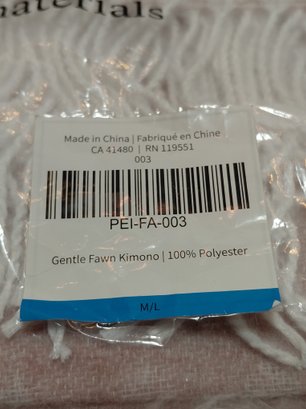 materials
Made in China | Fabriqué en Chine
CA 41480 | RN 119551
003
PEI-FA-003
Gentle Fawn Kimono | 100% Polyester
M/L